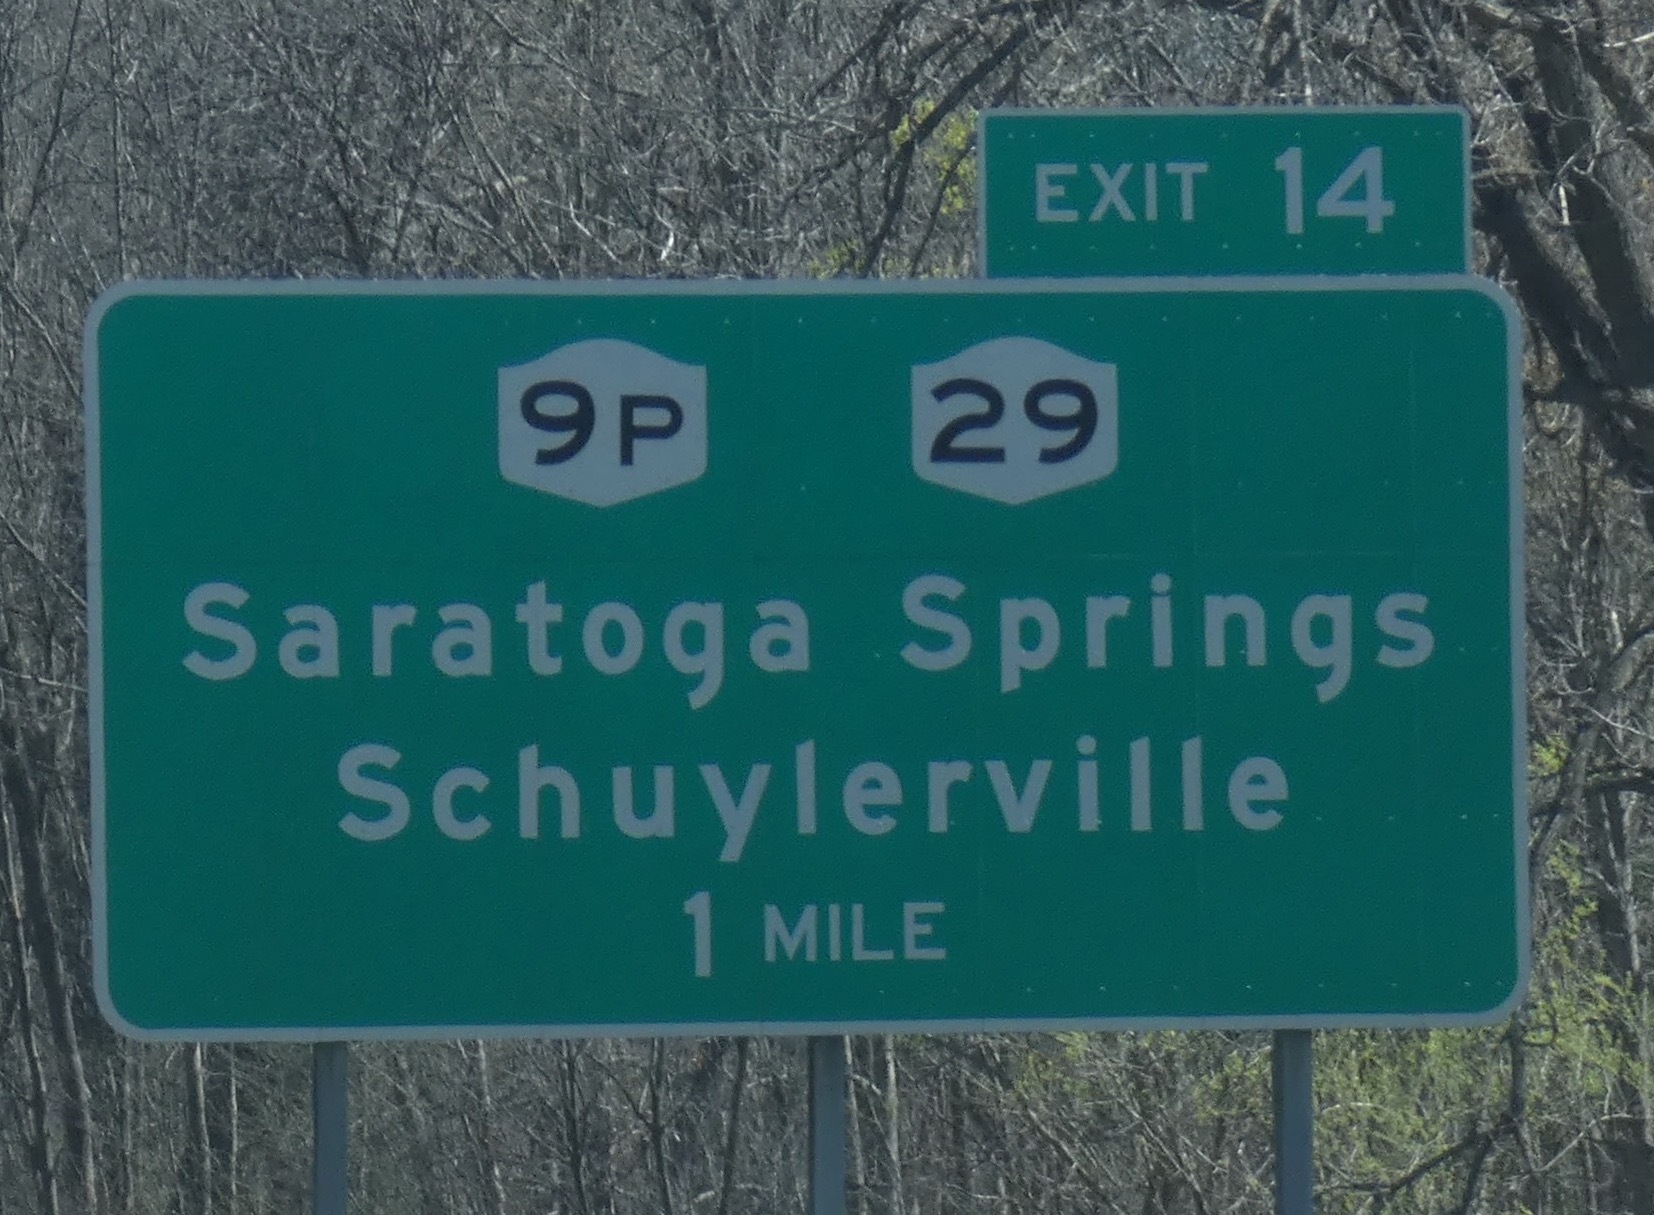 EXIT 14
9P 29
Saratoga Springs
Schuylerville
1 MILE